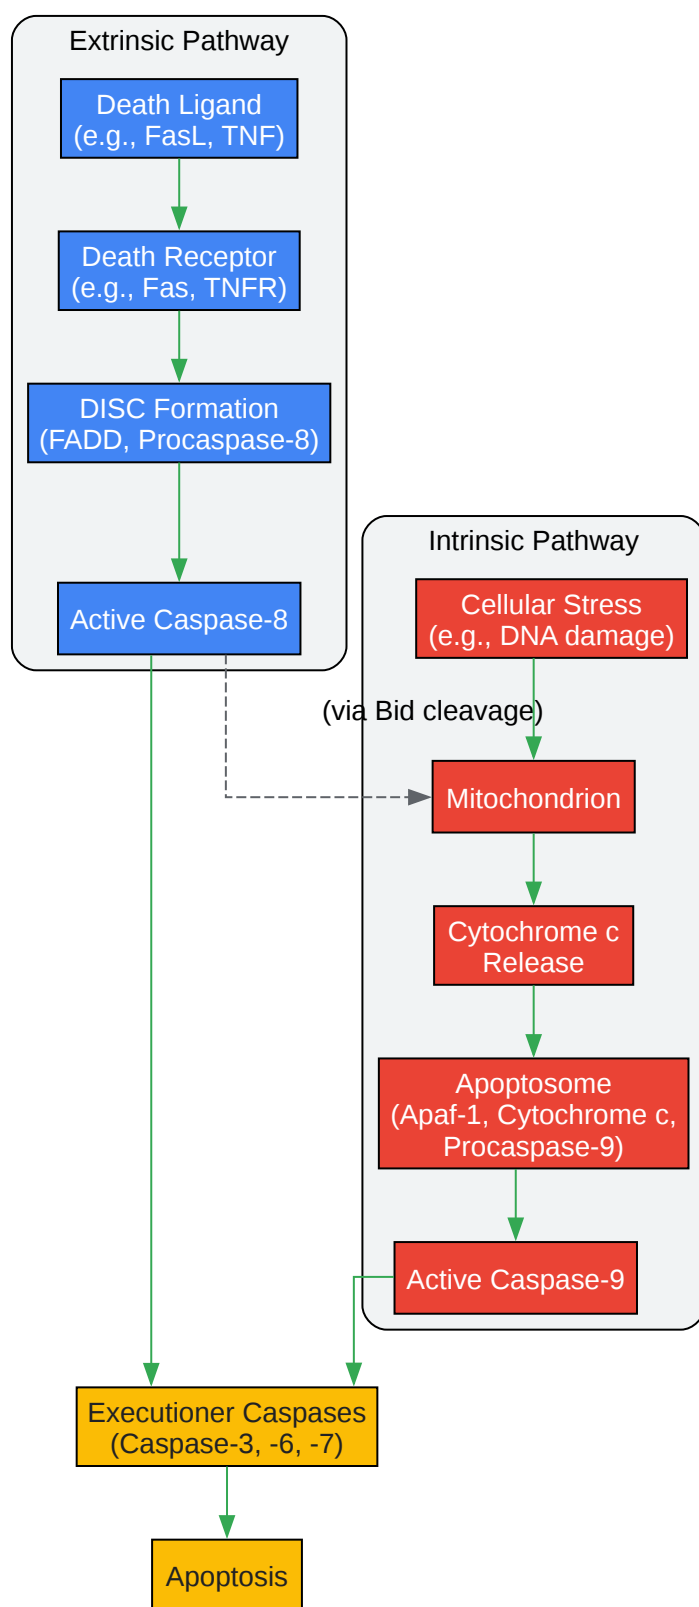 Extrinsic Pathway
Death Ligand
(e.g., FasL, TNF)
Death Receptor
(e.g., Fas, TNFR)
DISC Formation
(FADD, Procaspase-8)
Active Caspase-8
Intrinsic Pathway
Cellular Stress
(e.g., DNA damage)
(via Bid cleavage)
Mitochondrion
Cytochrome c
Release
Apoptosome
(Apaf-1, Cytochrome c,
Procaspase-9)
Active Caspase-9
Executioner Caspases
(Caspase-3, -6, -7)
Apoptosis